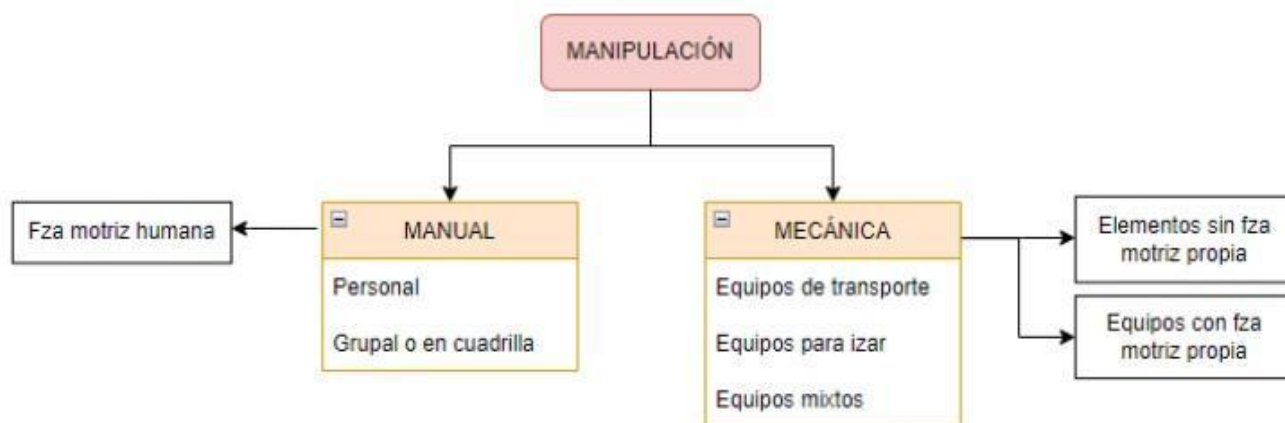 MANIPULACIÓN
Fza motriz humana
MANUAL
Personal
Grupal o en cuadrilla
MECÁNICA
Equipos de transporte
Equipos para izar
Equipos mixtos
Elementos sin fza
motriz propia
Equipos con fza
motriz propia